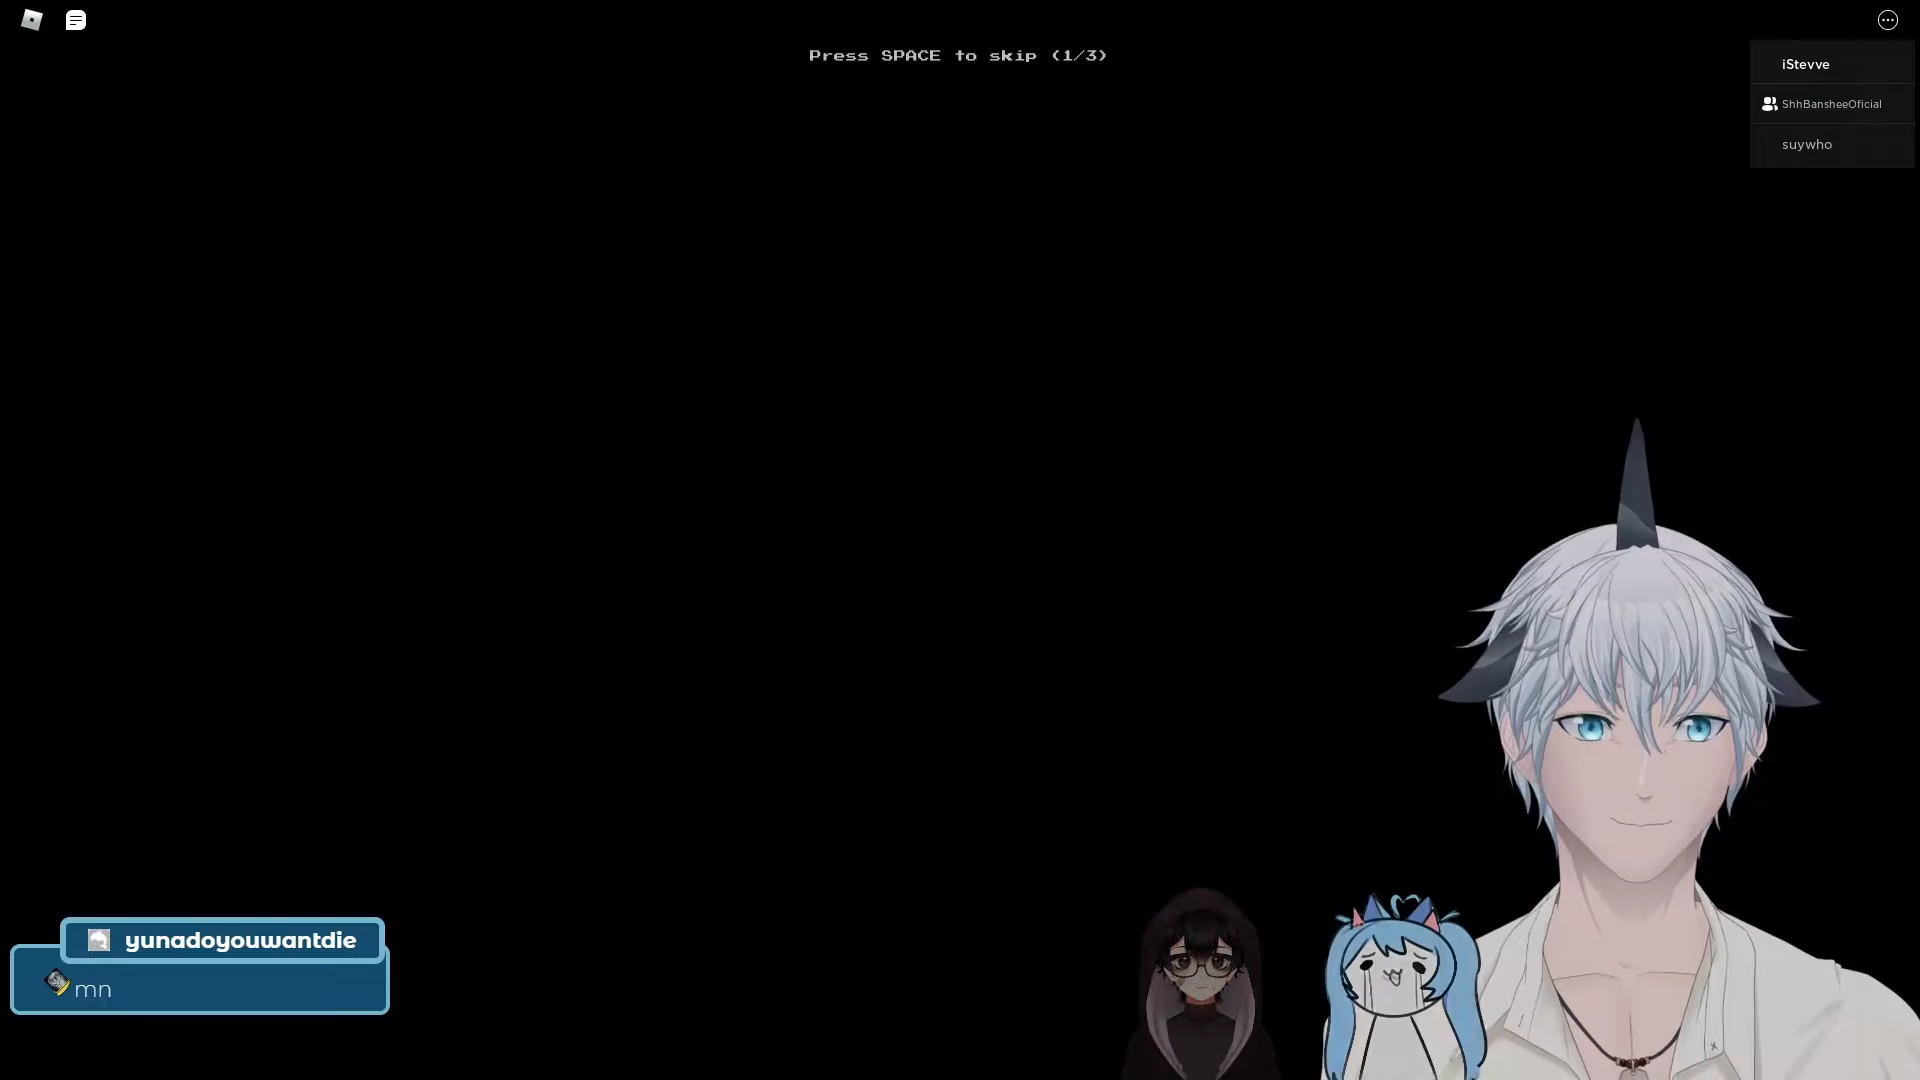 Press SPACE to skip (1/3)
iStevve
ShhBansheeOficial
suywho
yunadoyouwantdie
mn